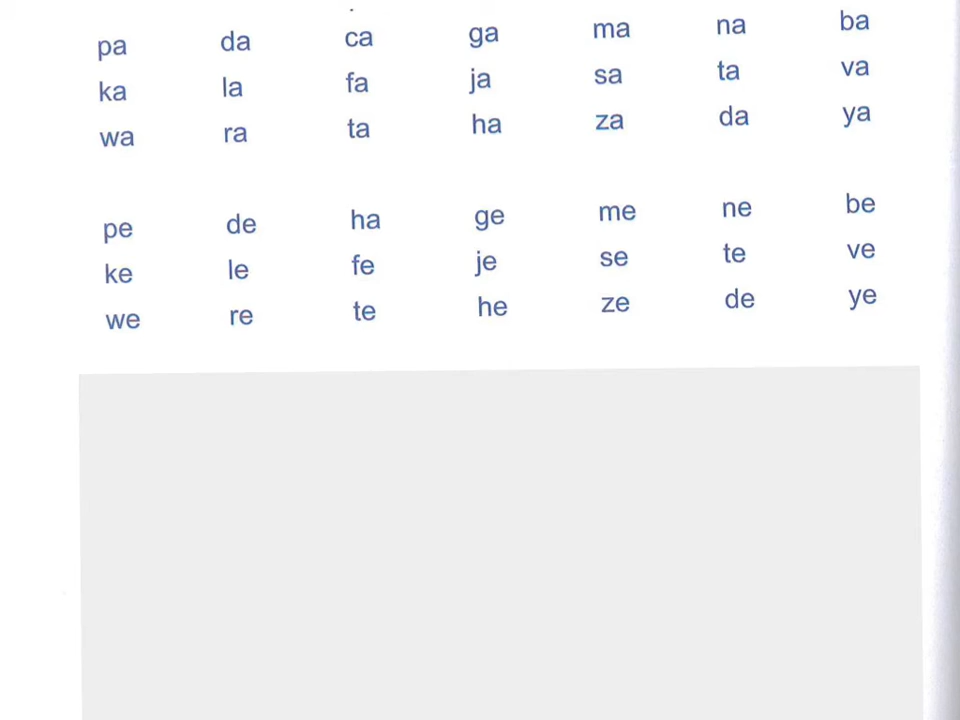 pa da ca ga ma na ba
ka la fa ja sa ta va
wa ra ta ha za da ya
pe de ha ge me ne be
ke le fe je se te ve
we re te he ze de ye